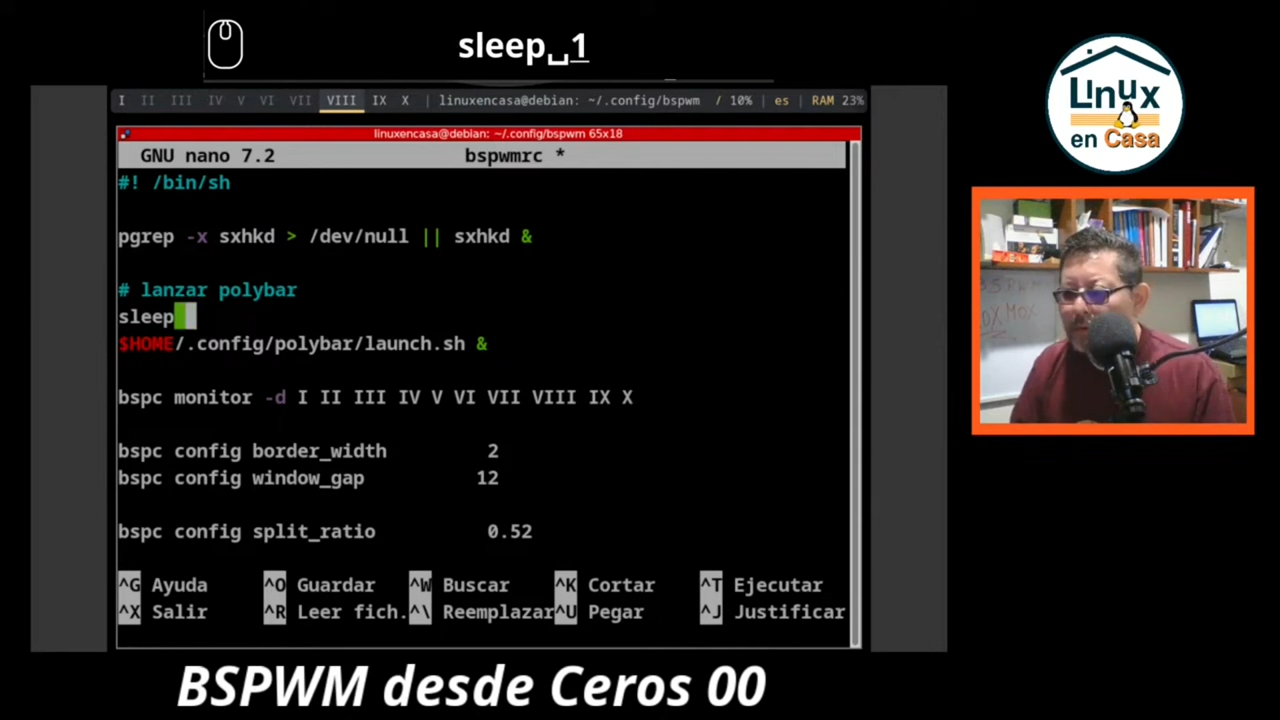 sleep␣1
Linux
en Casa
I II III IV V VI VII VIII IX X | linuxencasa@debian: ~/.config/bspwm / 10% | es | RAM 23%
linuxencasa@debian: ~/.config/bspwm 65x18
GNU nano 7.2 bspwmrc *
#! /bin/sh
pgrep -x sxhkd > /dev/null || sxhkd &
# lanzar polybar
sleep
$HOME/.config/polybar/launch.sh &
bspc monitor -d I II III IV V VI VII VIII IX X
bspc config border_width 2
bspc config window_gap 12
bspc config split_ratio 0.52
^G Ayuda ^O Guardar ^W Buscar ^K Cortar ^T Ejecutar
^X Salir ^R Leer fich. ^\ Reemplazar ^U Pegar ^J Justificar
BSPWM desde Ceros 00